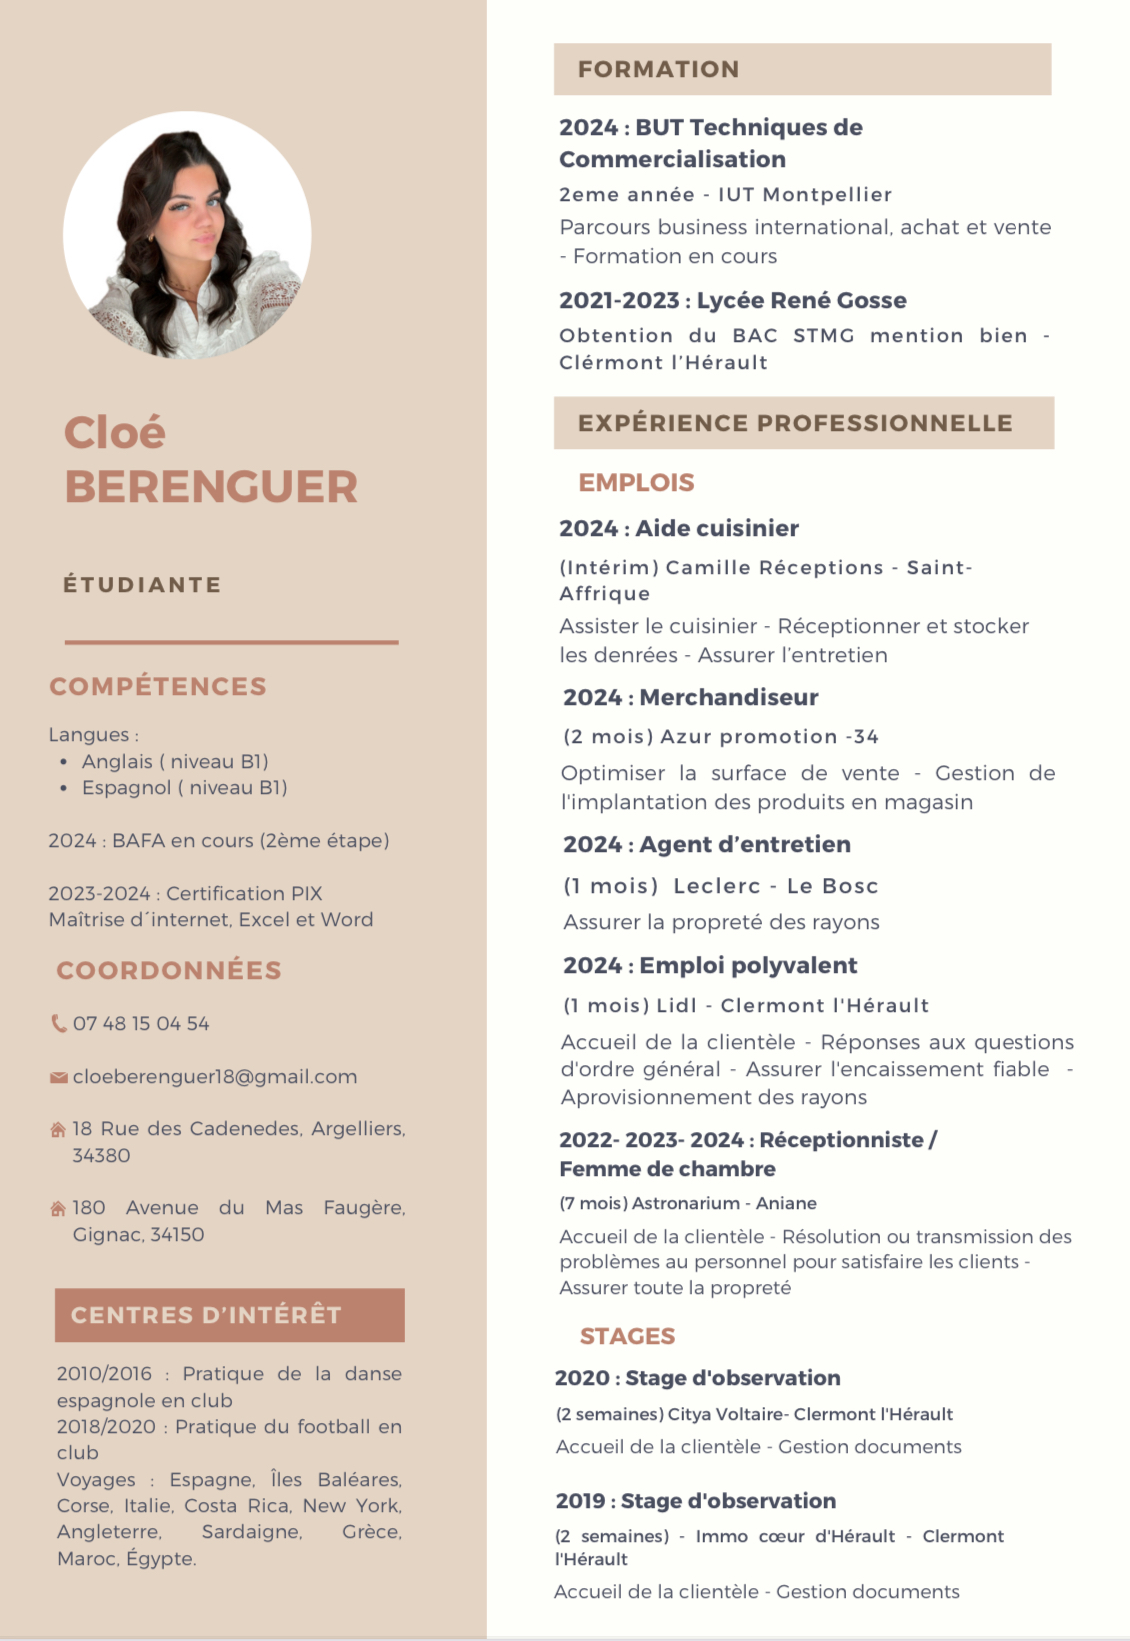 Cloé
BERENGUER
ÉTUDIANTE
COMPÉTENCES
Langues :
• Anglais ( niveau B1)
• Espagnol ( niveau B1)
2024 : BAFA en cours (2ème étape)
2023-2024 : Certification PIX
Maîtrise d´internet, Excel et Word
COORDONNÉES
07 48 15 04 54
cloeberenguer18@gmail.com
18 Rue des Cadenedes, Argelliers,
34380
180 Avenue du Mas Faugère,
Gignac, 34150
CENTRES D’INTÉRÊT
2010/2016 : Pratique de la danse
espagnole en club
2018/2020 : Pratique du football en
club
Voyages : Espagne, Îles Baléares,
Corse, Italie, Costa Rica, New York,
Angleterre, Sardaigne, Grèce,
Maroc, Égypte.
FORMATION
2024 : BUT Techniques de
Commercialisation
2eme année - IUT Montpellier
Parcours business international, achat et vente
- Formation en cours
2021-2023 : Lycée René Gosse
Obtention du BAC STMG mention bien -
Clérmont l’Hérault
EXPÉRIENCE PROFESSIONNELLE
EMPLOIS
2024 : Aide cuisinier
(Intérim) Camille Réceptions - Saint-
Affrique
Assister le cuisinier - Réceptionner et stocker
les denrées - Assurer l’entretien
2024 : Merchandiseur
(2 mois) Azur promotion -34
Optimiser la surface de vente - Gestion de
l'implantation des produits en magasin
2024 : Agent d’entretien
(1 mois) Leclerc - Le Bosc
Assurer la propreté des rayons
2024 : Emploi polyvalent
(1 mois) Lidl - Clermont l'Hérault
Accueil de la clientèle - Réponses aux questions
d'ordre général - Assurer l'encaissement fiable -
Aprovisionnement des rayons
2022- 2023- 2024 : Réceptionniste /
Femme de chambre
(7 mois) Astronarium - Aniane
Accueil de la clientèle - Résolution ou transmission des
problèmes au personnel pour satisfaire les clients -
Assurer toute la propreté
STAGES
2020 : Stage d'observation
(2 semaines) Citya Voltaire- Clermont l'Hérault
Accueil de la clientèle - Gestion documents
2019 : Stage d'observation
(2 semaines) - Immo cœur d'Hérault - Clermont
l'Hérault
Accueil de la clientèle - Gestion documents